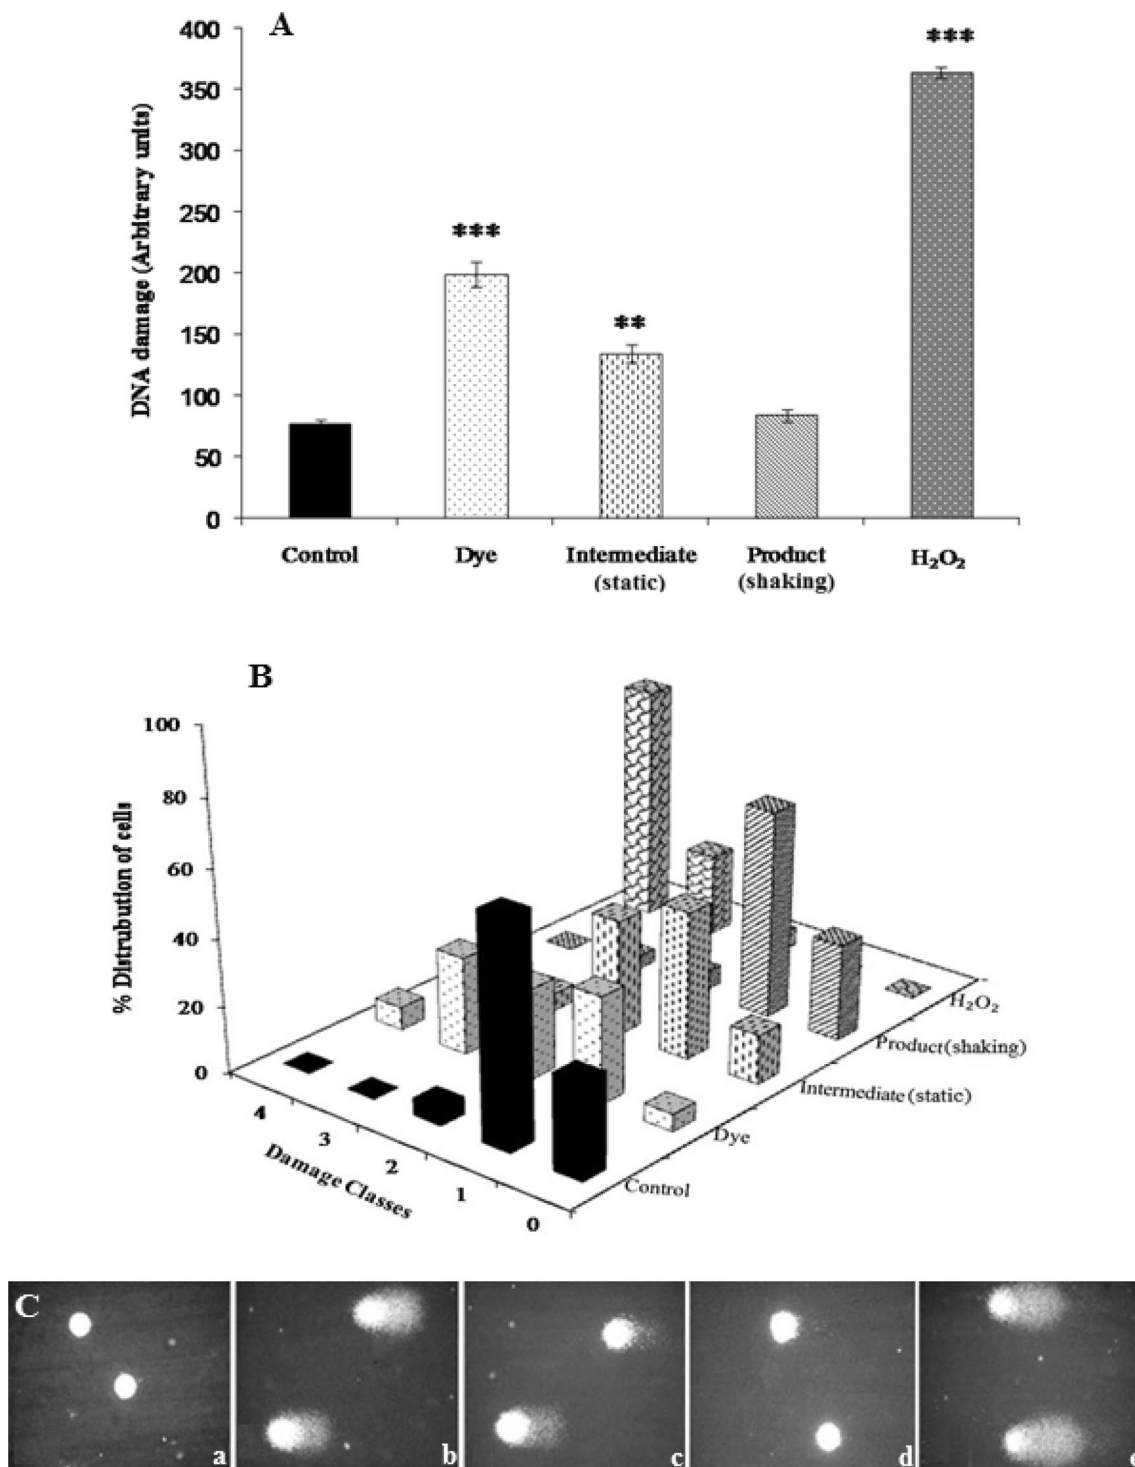 A
DNA damage (Arbitrary units)
400
350
300
250
200
150
100
50
0
***
**
***
Control
Dye
Intermediate
(static)
Product
(shaking)
H₂O₂
B
% Distrubution of cells
100
80
60
40
20
0
4
3
2
1
0
Damage Classes
Control
Dye
Intermediate (static)
Product (shaking)
H₂O₂
C
a
b
c
d
e